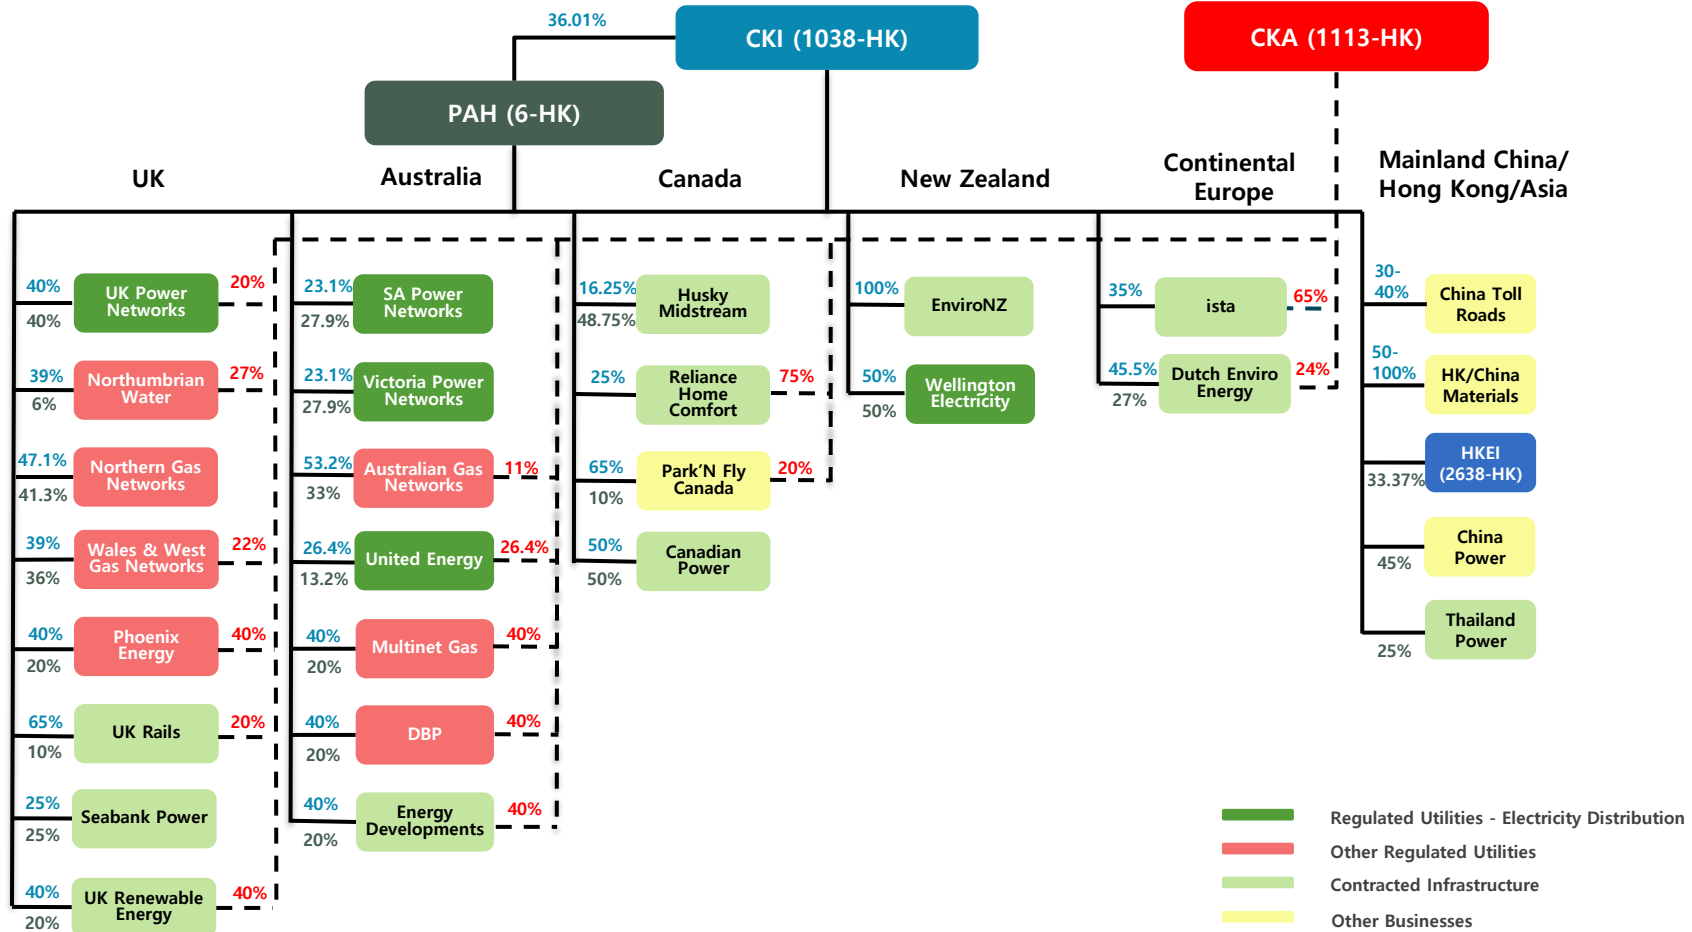 36.01%
CKI (1038-HK)
CKA (1113-HK)
PAH (6-HK)
UK
Australia
Canada
New Zealand
Continental
Europe
Mainland China/
Hong Kong/Asia
40%
40%
UK Power
Networks
20%
39%
6%
Northumbrian
Water
27%
47.1%
41.3%
Northern Gas
Networks
39%
36%
Wales & West
Gas Networks
22%
40%
20%
Phoenix
Energy
40%
65%
10%
UK Rails
20%
25%
25%
Seabank Power
40%
20%
UK Renewable
Energy
40%
23.1%
27.9%
SA Power
Networks
23.1%
27.9%
Victoria Power
Networks
53.2%
33%
Australian Gas
Networks
11%
26.4%
13.2%
United Energy
26.4%
40%
20%
Multinet Gas
40%
40%
20%
DBP
40%
40%
20%
Energy
Developments
40%
16.25%
48.75%
Husky
Midstream
25%
Reliance
Home
Comfort
75%
65%
10%
Park'N Fly
Canada
20%
50%
50%
Canadian
Power
100%
EnviroNZ
50%
50%
Wellington
Electricity
35%
ista
65%
45.5%
27%
Dutch Enviro
Energy
24%
30-
40%
China Toll
Roads
50-
100%
HK/China
Materials
33.37%
HKEI
(2638-HK)
45%
China
Power
25%
Thailand
Power
Regulated Utilities - Electricity Distribution
Other Regulated Utilities
Contracted Infrastructure
Other Businesses